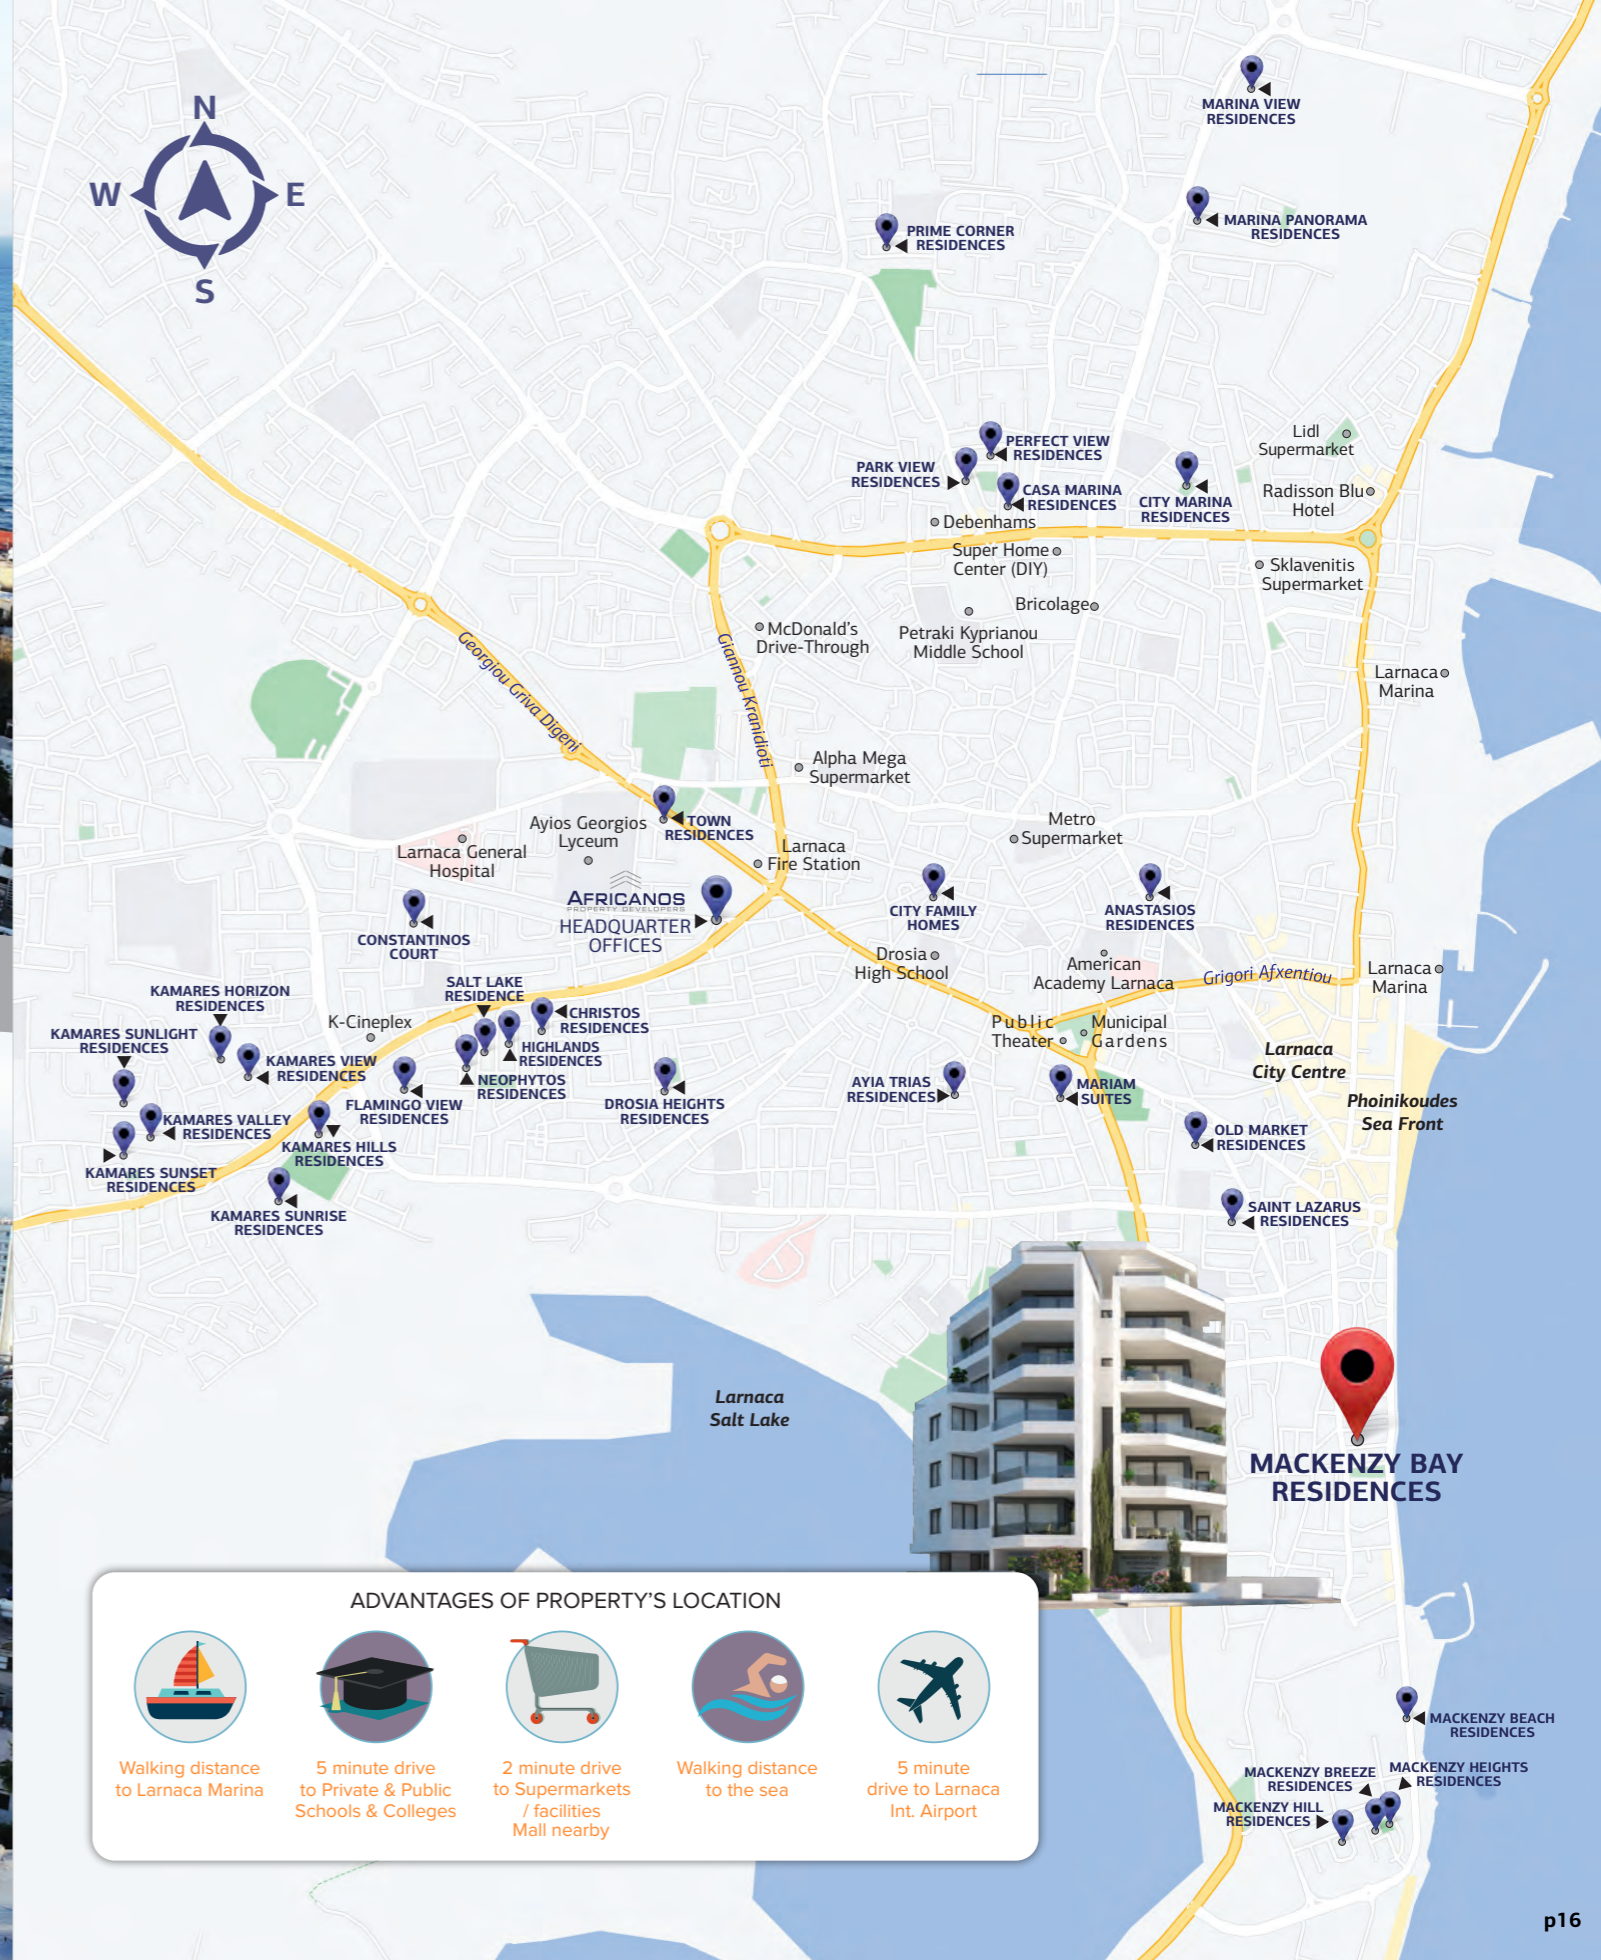 N
W
E
S
MARINA VIEW
RESIDENCES
MARINA PANORAMA
RESIDENCES
PRIME CORNER
RESIDENCES
PERFECT VIEW
RESIDENCES
PARK VIEW
RESIDENCES
CASA MARINA
RESIDENCES
CITY MARINA
RESIDENCES
Lidl
Supermarket
Radisson Blu
Hotel
Debenhams
Super Home
Center (DIY)
Sklavenitis
Supermarket
Bricolage
Petraki Kyprianou
Middle School
McDonald's
Drive-Through
Georgiou Griva Digeni
Giannou Kranidioti
Larnaca
Marina
Alpha Mega
Supermarket
TOWN
RESIDENCES
Ayios Georgios
Lyceum
Larnaca General
Hospital
Larnaca
Fire Station
Metro
Supermarket
AFRICANOS
PROPERTY DEVELOPERS
HEADQUARTER
OFFICES
CITY FAMILY
HOMES
ANASTASIOS
RESIDENCES
CONSTANTINOS
COURT
Drosia
High School
American
Academy Larnaca
Grigori Afxentiou
Larnaca
Marina
SALT LAKE
RESIDENCE
KAMARES HORIZON
RESIDENCES
K-Cineplex
CHRISTOS
RESIDENCES
KAMARES SUNLIGHT
RESIDENCES
HIGHLANDS
RESIDENCES
KAMARES VIEW
RESIDENCES
NEOPHYTOS
RESIDENCES
Public
Theater
Municipal
Gardens
Larnaca
City Centre
AYIA TRIAS
RESIDENCES
MARIAM
SUITES
Phoinikoudes
Sea Front
FLAMINGO VIEW
RESIDENCES
DROSIA HEIGHTS
RESIDENCES
KAMARES VALLEY
RESIDENCES
OLD MARKET
RESIDENCES
KAMARES HILLS
RESIDENCES
KAMARES SUNSET
RESIDENCES
KAMARES SUNRISE
RESIDENCES
SAINT LAZARUS
RESIDENCES
Larnaca
Salt Lake
MACKENZY BAY
RESIDENCES
ADVANTAGES OF PROPERTY'S LOCATION
Walking distance
to Larnaca Marina
5 minute drive
to Private & Public
Schools & Colleges
2 minute drive
to Supermarkets
/ facilities
Mall nearby
Walking distance
to the sea
5 minute
drive to Larnaca
Int. Airport
MACKENZY BEACH
RESIDENCES
MACKENZY BREEZE
RESIDENCES
MACKENZY HEIGHTS
RESIDENCES
MACKENZY HILL
RESIDENCES
p16